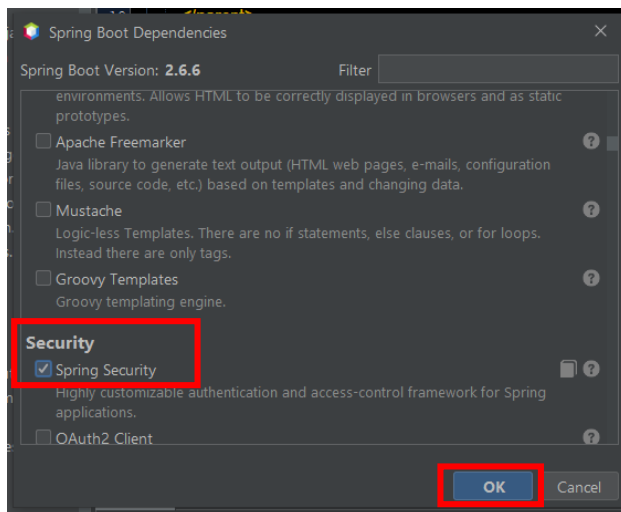 </parent>
Spring Boot Dependencies
Spring Boot Version: 2.6.6 Filter
environments. Allows HTML to be correctly displayed in browsers and as static
prototypes.
Apache Freemarker
Java library to generate text output (HTML web pages, e-mails, configuration
files, source code, etc.) based on templates and changing data.
Mustache
Logic-less Templates. There are no if statements, else clauses, or for loops.
Instead there are only tags.
Groovy Templates
Groovy templating engine.
Security
Spring Security
Highly customizable authentication and access-control framework for Spring
applications.
OAuth2 Client
OK Cancel